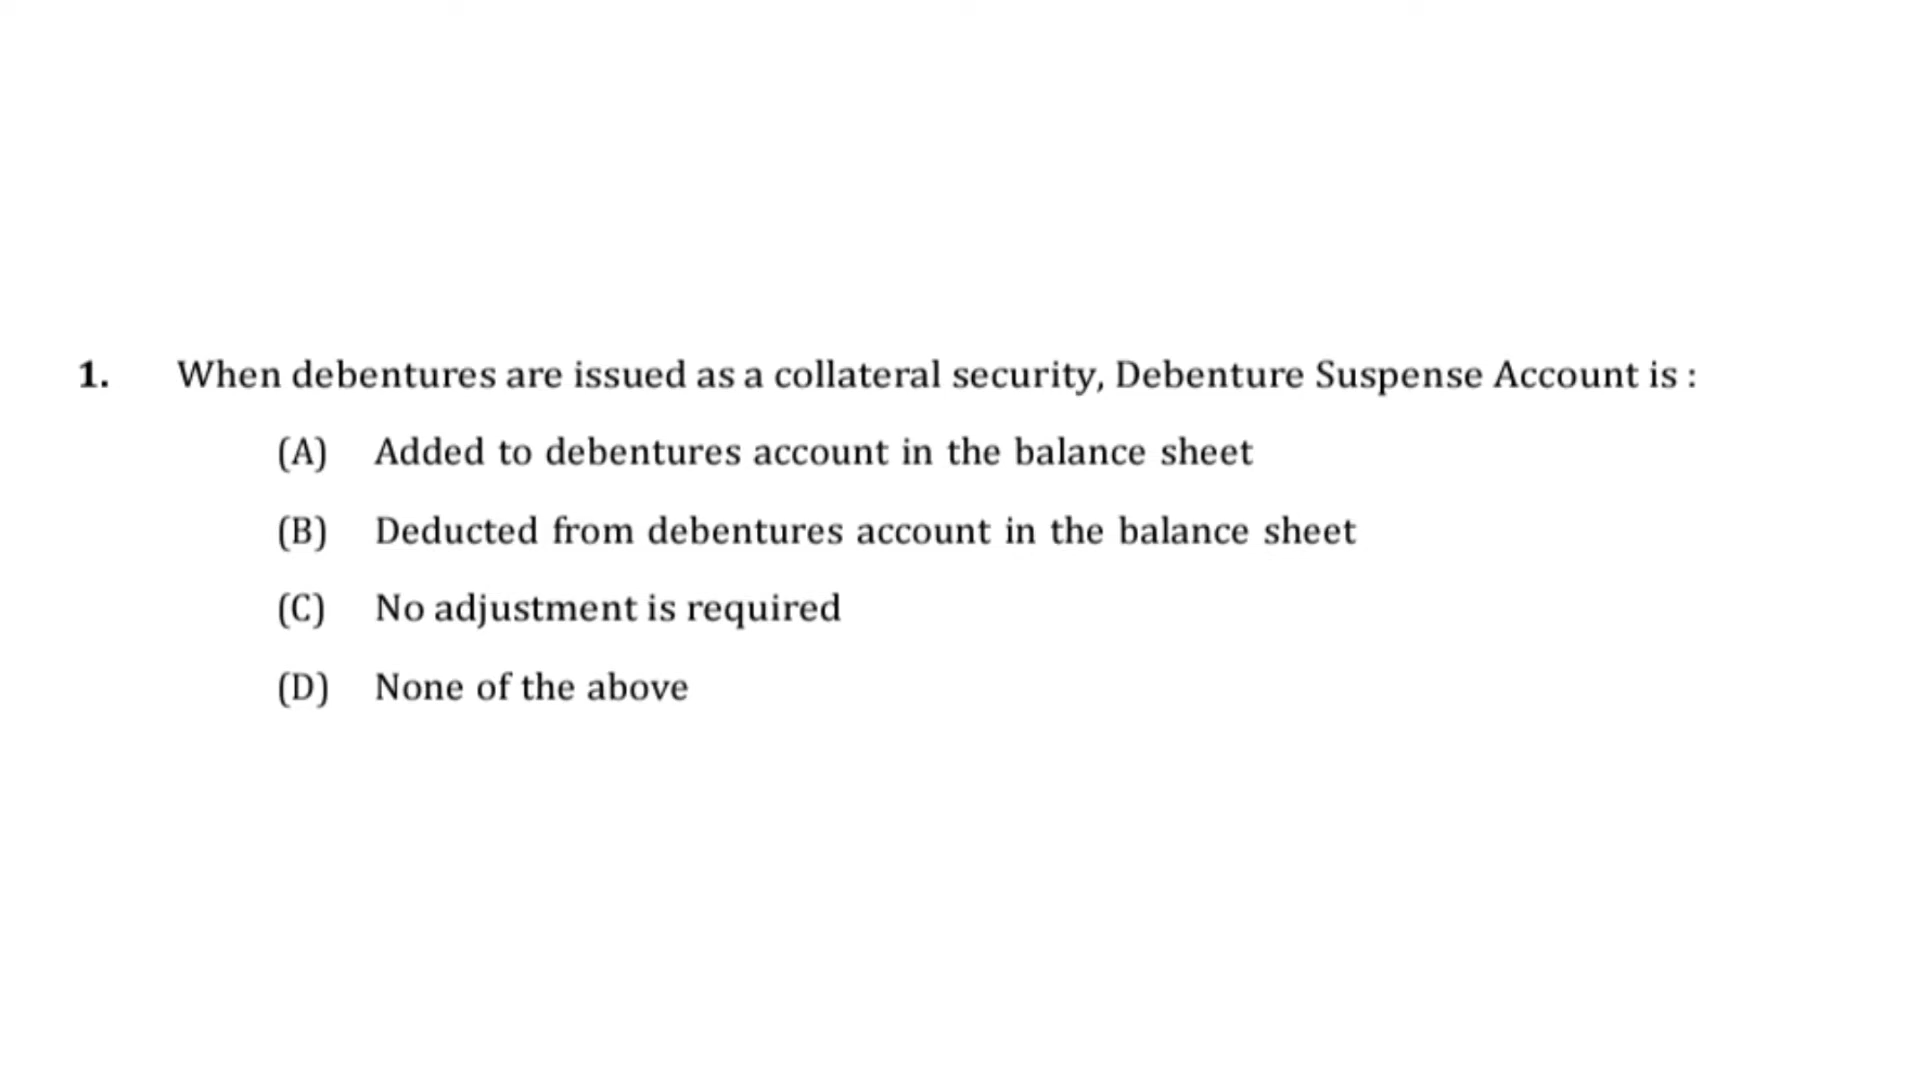 1. When debentures are issued as a collateral security, Debenture Suspense Account is :
(A) Added to debentures account in the balance sheet
(B) Deducted from debentures account in the balance sheet
(C) No adjustment is required
(D) None of the above